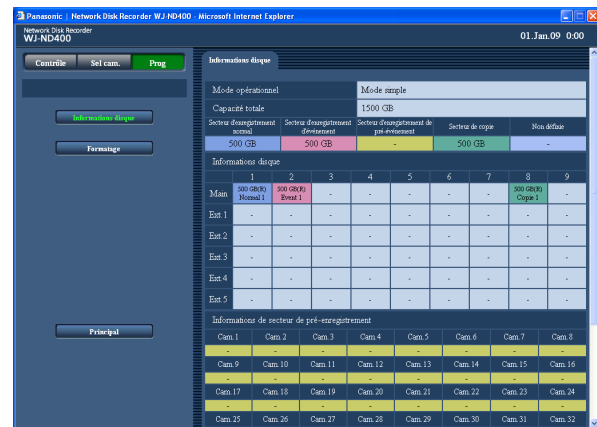 Panasonic | Network Disk Recorder WJ-ND400 - Microsoft Internet Explorer
Network Disk Recorder
WJ-ND400
01.Jan.09 0:00
Contrôle Sel cam. Prog
Informations disque
Formatage
Principal
Informations disque
Mode opérationnel Mode simple
Capacité totale 1500 GB
Secteur d'enregistrement normal Secteur d'enregistrement d'événement Secteur d'enregistrement de pré-événement Secteur de copie Non définie
500 GB 500 GB - 500 GB -
Informations disque
1 2 3 4 5 6 7 8 9
Main 500 GB(R) Normal 1 500 GB(R) Event 1 - - - - - 500 GB(R) Copie 1 -
Ext.1 - - - - - - - - -
Ext.2 - - - - - - - - -
Ext.3 - - - - - - - - -
Ext.4 - - - - - - - - -
Ext.5 - - - - - - - - -
Informations de secteur de pré-enregistrement
Cam.1 Cam.2 Cam.3 Cam.4 Cam.5 Cam.6 Cam.7 Cam.8
- - - - - - - -
Cam.9 Cam.10 Cam.11 Cam.12 Cam.13 Cam.14 Cam.15 Cam.16
- - - - - - - -
Cam.17 Cam.18 Cam.19 Cam.20 Cam.21 Cam.22 Cam.23 Cam.24
- - - - - - - -
Cam.25 Cam.26 Cam.27 Cam.28 Cam.29 Cam.30 Cam.31 Cam.32